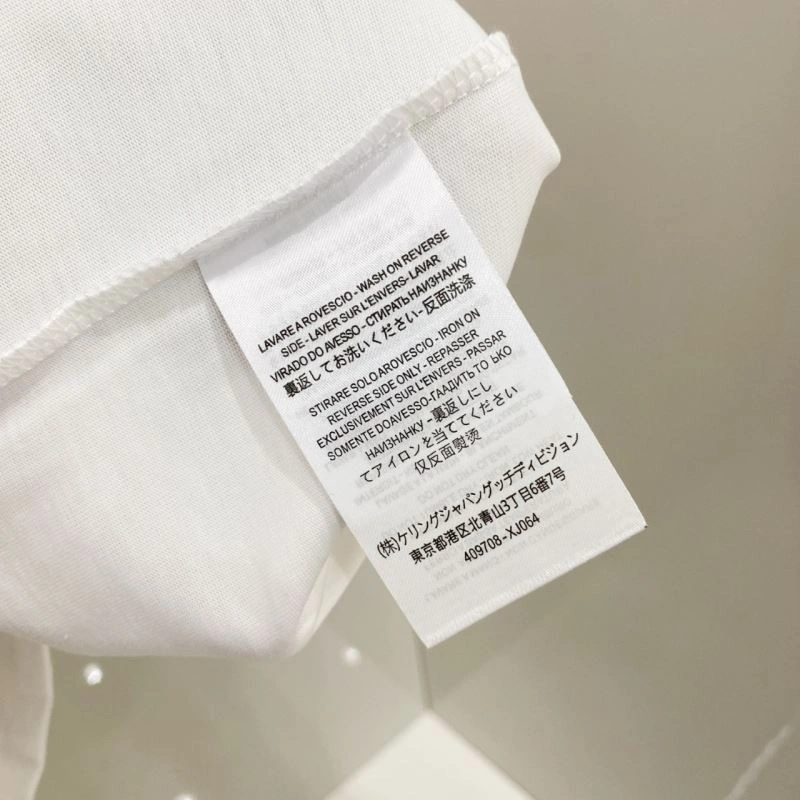 LAVARE A ROVESCIO - WASH ON REVERSE
SIDE - LAVER SUR L'ENVERS- LAVAR
VIRADO DO AVESSO - СТИРАТЬ НАИЗНАНКУ
裏返してお洗いください- 反面洗涤
STIRARE SOLO AROVESCIO - IRON ON
REVERSE SIDE ONLY - REPASSER
EXCLUSIVEMENT SUR L'ENVERS - PASSAR
SOMENTE DOAVESSO-ГААДИТЬ ТО ЬКО
НАИЗНАНКУ - 裏返しにし
てアイロンを当ててください
仅反面熨烫
(株)ケリングジャパングッチディビジョン
東京都港区北青山3丁目6番7号
409708-XJ064